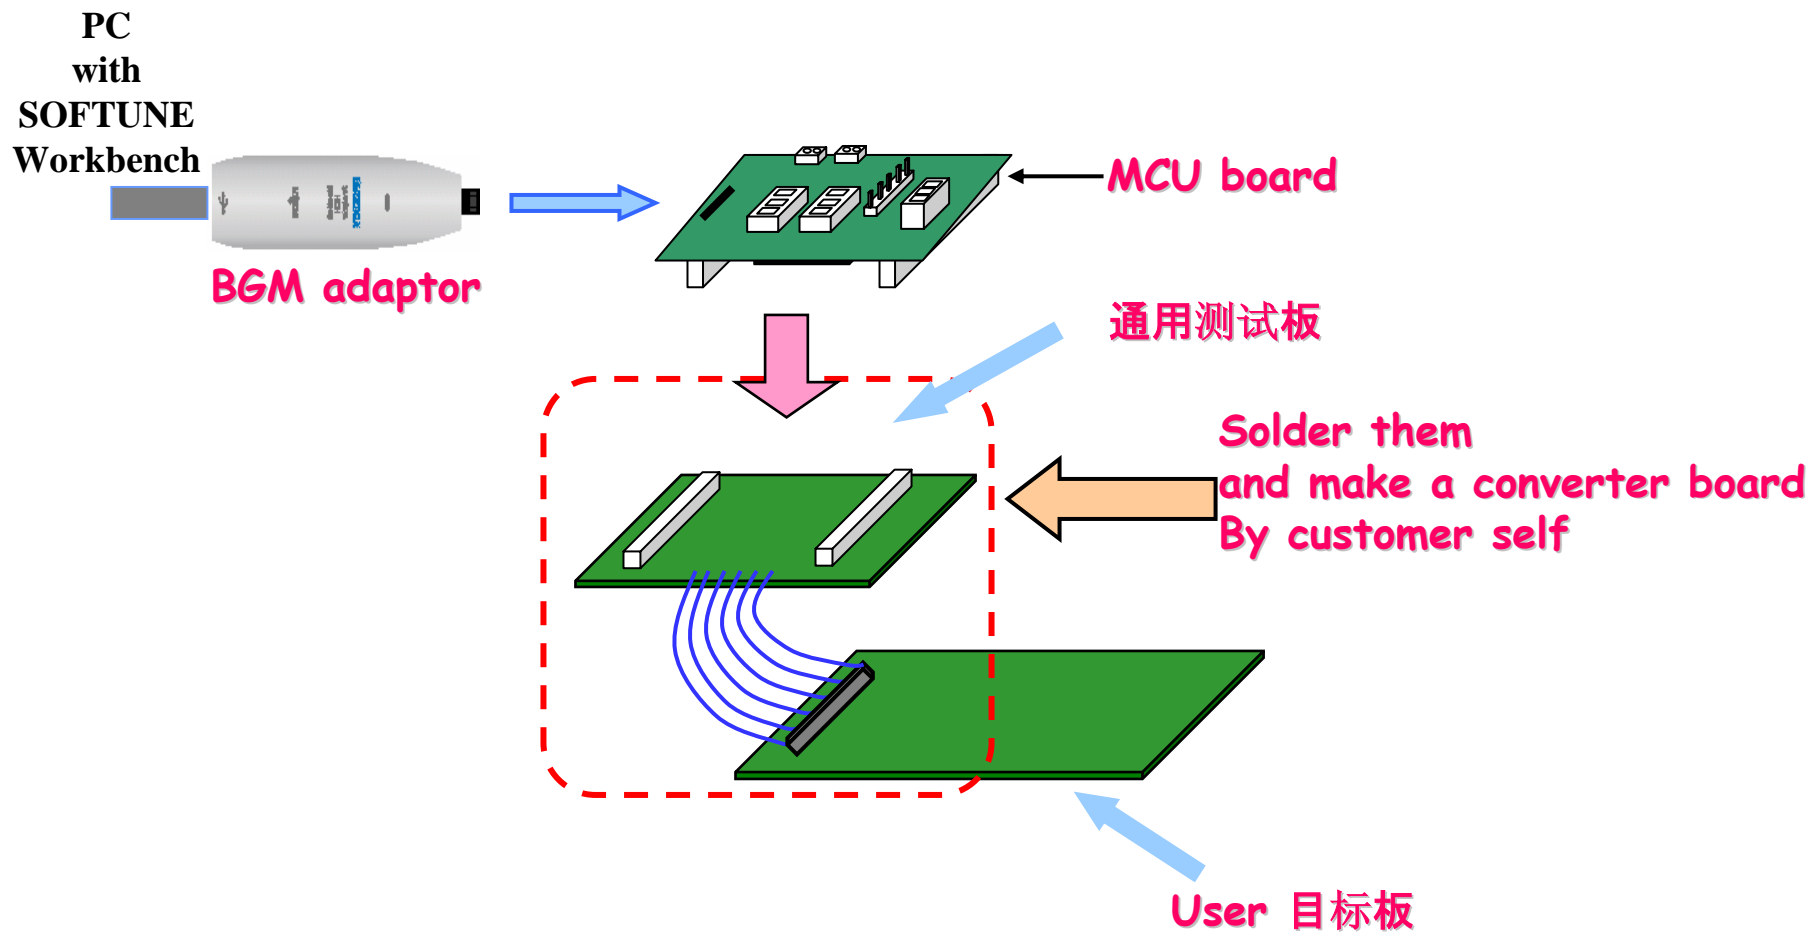 PC
with
SOFTUNE
Workbench
BGM adaptor
MCU board
通用测试板
Solder them
and make a converter board
By customer self
User 目标板